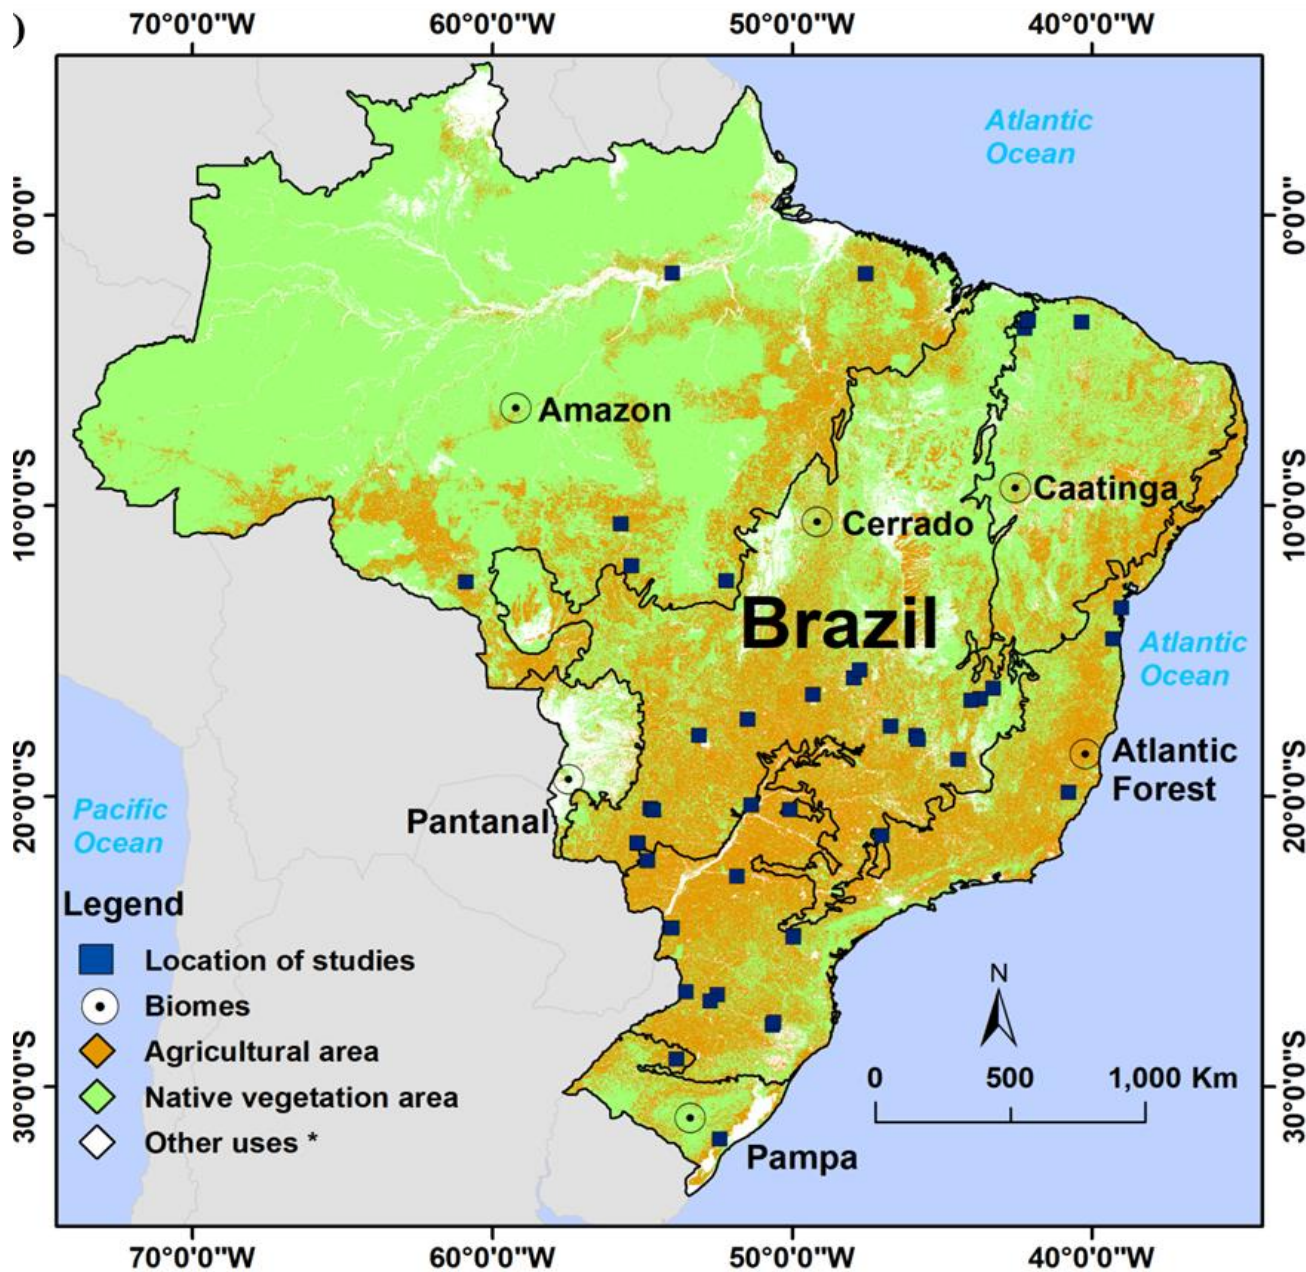 )
70°0'0"W 60°0'0"W 50°0'0"W 40°0'0"W
Atlantic
Ocean
0°0'0" 0°0'0"
Amazon
Caatinga
10°0'0"S 10°0'0"S
Cerrado
Brazil
Atlantic
Ocean
Atlantic
Forest
20°0'0"S 20°0'0"S
Pacific
Ocean
Pantanal
Legend
Location of studies
Biomes
Agricultural area
Native vegetation area
Other uses *
N
0 500 1,000 Km
30°0'0"S 30°0'0"S
Pampa
70°0'0"W 60°0'0"W 50°0'0"W 40°0'0"W